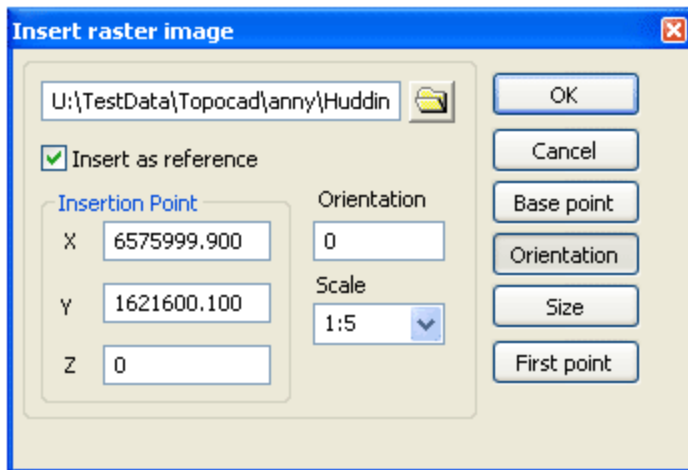 Insert raster image
U:\TestData\Topocad\anny\Huddin
OK
Insert as reference
Cancel
Insertion Point
Orientation
Base point
X 6575999.900
0
Orientation
Scale
Y 1621600.100
1:5
Size
Z 0
First point